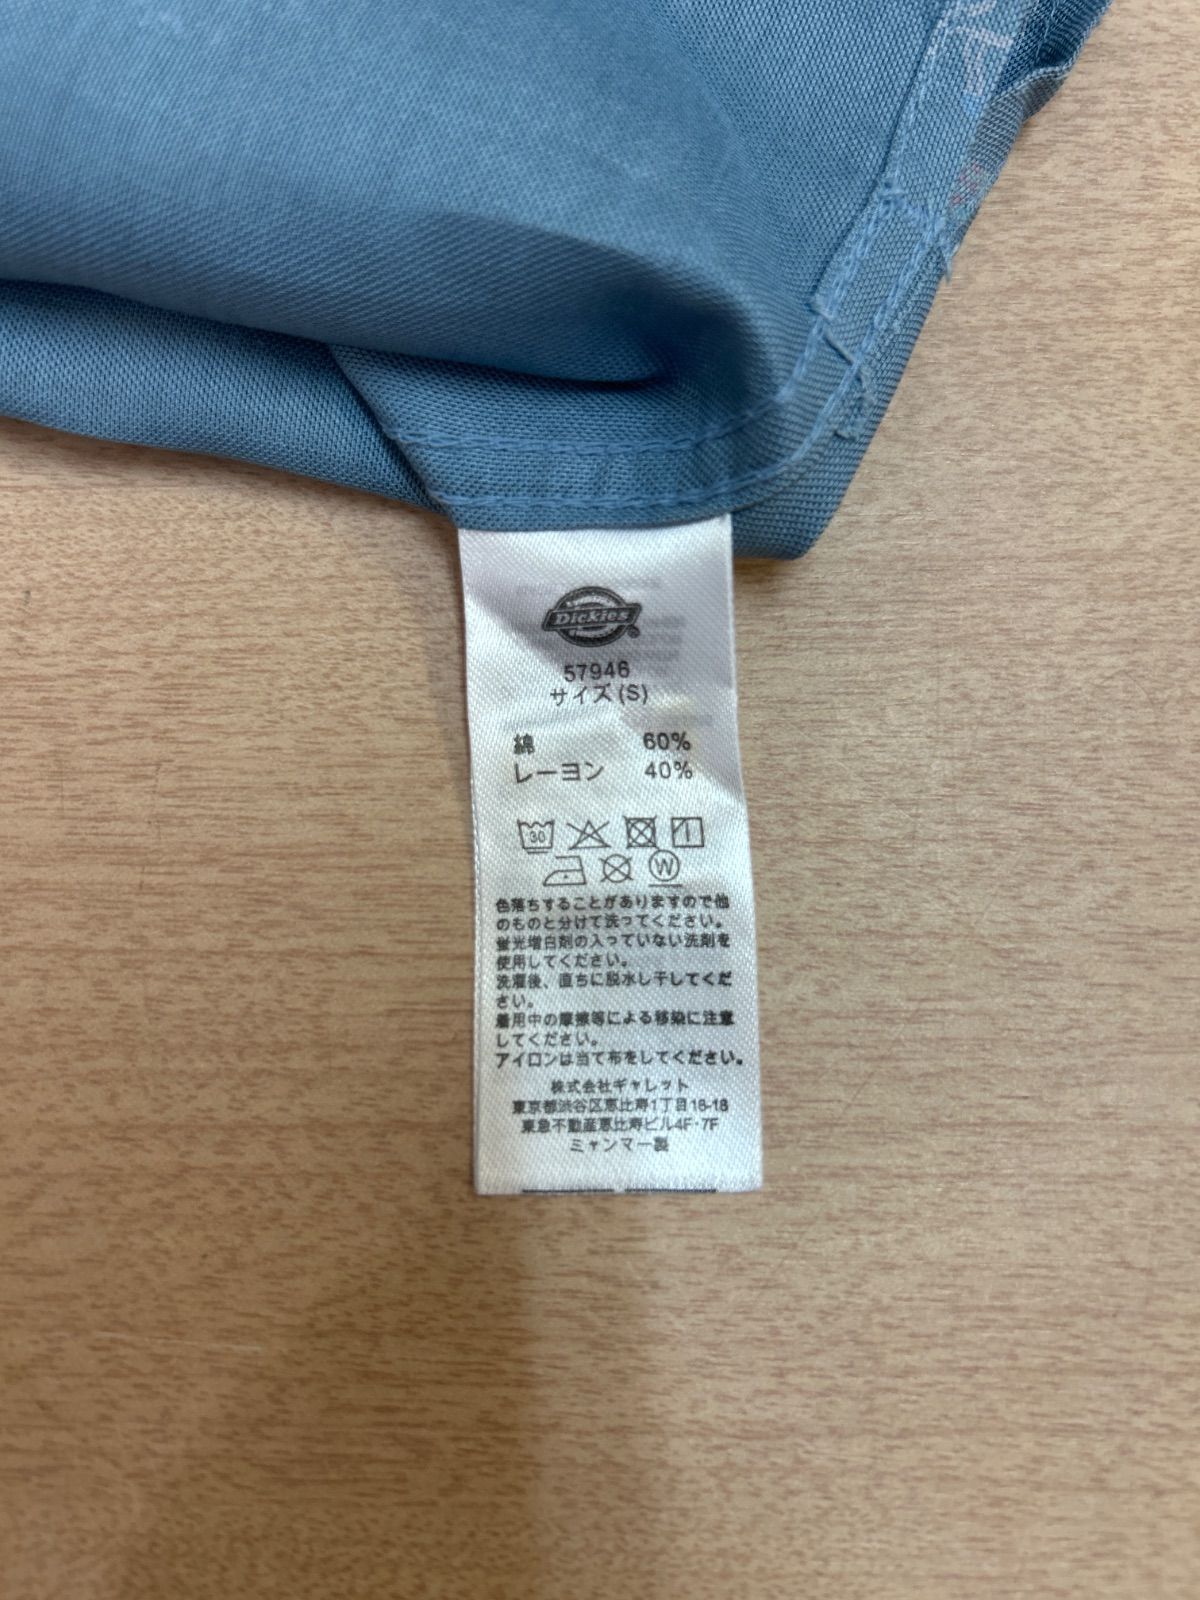 Dickies
57946
サイズ(S)
綿 60%
レーヨン 40%
30
W
色落ちすることがありますので他
のものと分けて洗ってください。
蛍光増白剤の入っていない洗剤を
使用してください。
洗濯後、直ちに脱水し干してくだ
さい。
着用中の摩擦等による移染に注意
してください。
アイロンは当て布をしてください。
株式会社ギャレット
東京都渋谷区恵比寿1丁目18-18
東急不動産恵比寿ビル4F・7F
ミャンマー製